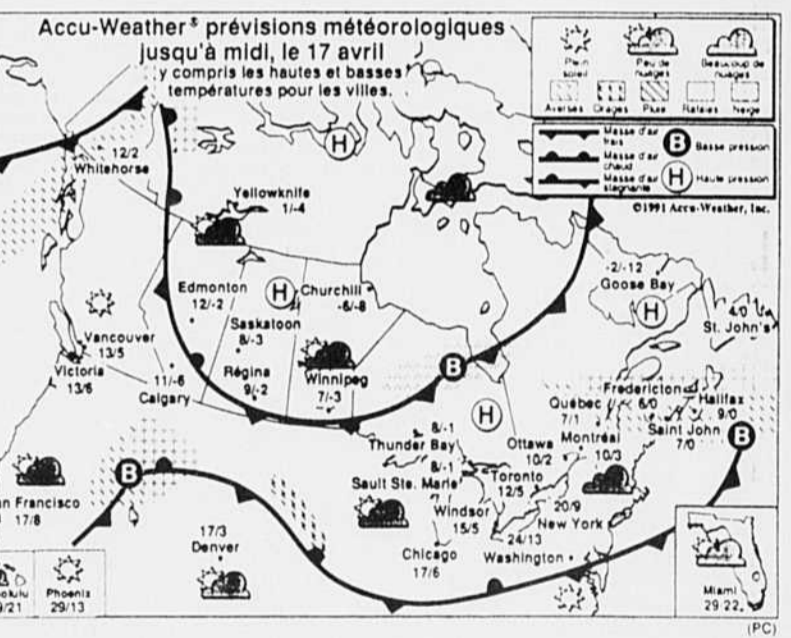 Accu-Weather® prévisions météorologiques
jusqu'à midi, le 17 avril
y compris les hautes et basses
températures pour les villes.
Plein soleil
Peu de nuages
Beaucoup de nuages
Averses
Orages
Pluie
Rafales
Neige
Masse d'air frais
Masse d'air chaud
Masse d'air stagnante
B Basse pression
H Haute pression
©1991 Accu-Weather, Inc.
12/2
Whitehorse
H
Yellowknife
1/-4
-2/-12
Goose Bay
H
4/0
St. John's
Edmonton
12/-2
H
Churchill
-6/-8
Saskatoon
8/-3
Vancouver
13/5
Victoria
13/6
11/-6
Calgary
Régina
9/-2
Winnipeg
7/-3
B
H
Fredericton
6/0
Halifax
9/0
Québec
7/1
Saint John
7/0
B
8/-1
Thunder Bay
Ottawa
10/2
Montréal
10/3
8/-1
Sault Ste. Marie
Toronto
12/5
B
an Francisco
17/8
Windsor
15/5
20/9
New York
17/3
Denver
Chicago
17/6
24/13
Washington
olulu
/21
Phoenix
29/13
Miami
29/22
(PC)